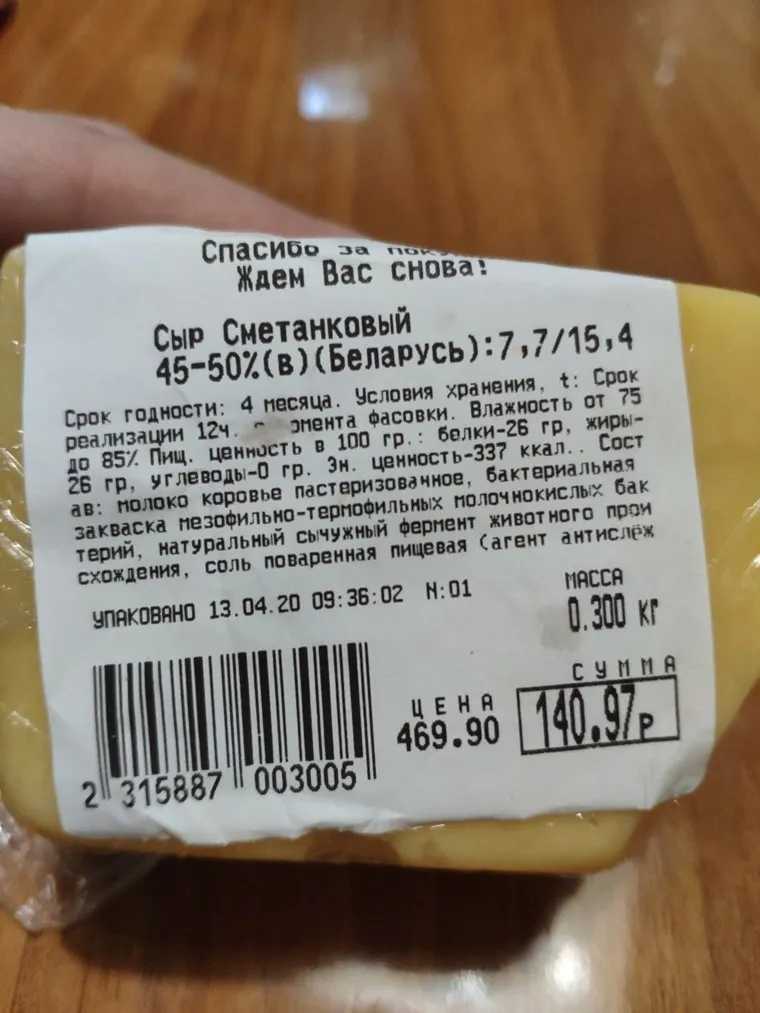 Спасибо за
Ждем Вас снова!
Сыр Сметанковый
45-50%(в)(Беларусь):7,7/15,4
Срок годности: 4 месяца. Условия хранения, t: Срок
реализации 12ч. фасовки. Влажность от 75
до 85% Пищ. ценность в 100 гр.: белки-26 гр, жиры-
26 гр, углеводы-0 гр. Эн. ценность-337 ккал.. Сост
ав: молоко коровье пастеризованное, бактериальная
закваска мезофильно-термофильных молочнокислых бак
терий, натуральный сычужный фермент животного прои
схождения, соль поваренная пищевая (агент антислёж
УПАКОВАНО 13.04.20 09:36:02 N:01
МАССА
0.300 кг
ЦЕНА
469.90
СУММА
140.97р
2 315887 003005